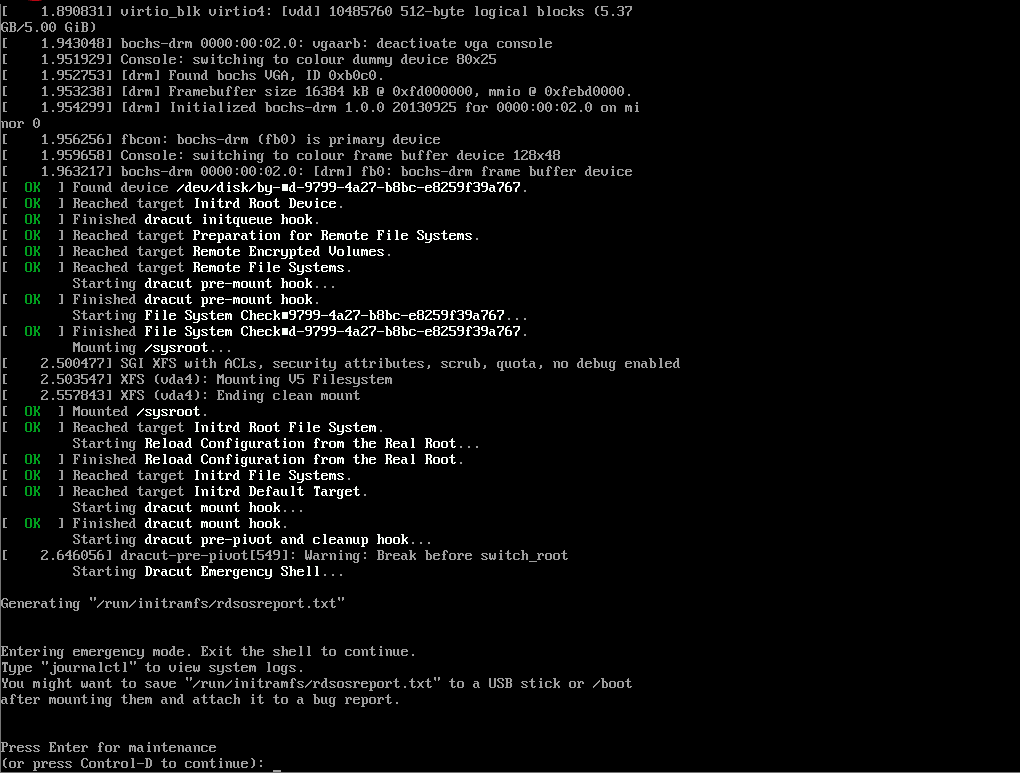 [    1.890831] virtio_blk virtio4: [vdd] 10485760 512-byte logical blocks (5.37
GB/5.00 GiB)
[    1.943048] bochs-drm 0000:00:02.0: vgaarb: deactivate vga console
[    1.951929] Console: switching to colour dummy device 80x25
[    1.952753] [drm] Found bochs VGA, ID 0xb0c0.
[    1.953238] [drm] Framebuffer size 16384 kB @ 0xfd000000, mmio @ 0xfebd0000.
[    1.954299] [drm] Initialized bochs-drm 1.0.0 20130925 for 0000:00:02.0 on mi
nor 0
[    1.956256] fbcon: bochs-drm (fb0) is primary device
[    1.959658] Console: switching to colour frame buffer device 128x48
[    1.963217] bochs-drm 0000:00:02.0: [drm] fb0: bochs-drm frame buffer device
[  OK  ] Found device /dev/disk/by-■d-9799-4a27-b8bc-e8259f39a767.
[  OK  ] Reached target Initrd Root Device.
[  OK  ] Finished dracut initqueue hook.
[  OK  ] Reached target Preparation for Remote File Systems.
[  OK  ] Reached target Remote Encrypted Volumes.
[  OK  ] Reached target Remote File Systems.
         Starting dracut pre-mount hook...
[  OK  ] Finished dracut pre-mount hook.
         Starting File System Check■9799-4a27-b8bc-e8259f39a767...
[  OK  ] Finished File System Check■d-9799-4a27-b8bc-e8259f39a767.
         Mounting /sysroot...
[    2.500477] SGI XFS with ACLs, security attributes, scrub, quota, no debug enabled
[    2.503547] XFS (vda4): Mounting V5 Filesystem
[    2.557843] XFS (vda4): Ending clean mount
[  OK  ] Mounted /sysroot.
[  OK  ] Reached target Initrd Root File System.
         Starting Reload Configuration from the Real Root...
[  OK  ] Finished Reload Configuration from the Real Root.
[  OK  ] Reached target Initrd File Systems.
[  OK  ] Reached target Initrd Default Target.
         Starting dracut mount hook...
[  OK  ] Finished dracut mount hook.
         Starting dracut pre-pivot and cleanup hook...
[    2.646056] dracut-pre-pivot[549]: Warning: Break before switch_root
         Starting Dracut Emergency Shell...
Generating "/run/initramfs/rdsosreport.txt"
Entering emergency mode. Exit the shell to continue.
Type "journalctl" to view system logs.
You might want to save "/run/initramfs/rdsosreport.txt" to a USB stick or /boot
after mounting them and attach it to a bug report.
Press Enter for maintenance
(or press Control-D to continue): _